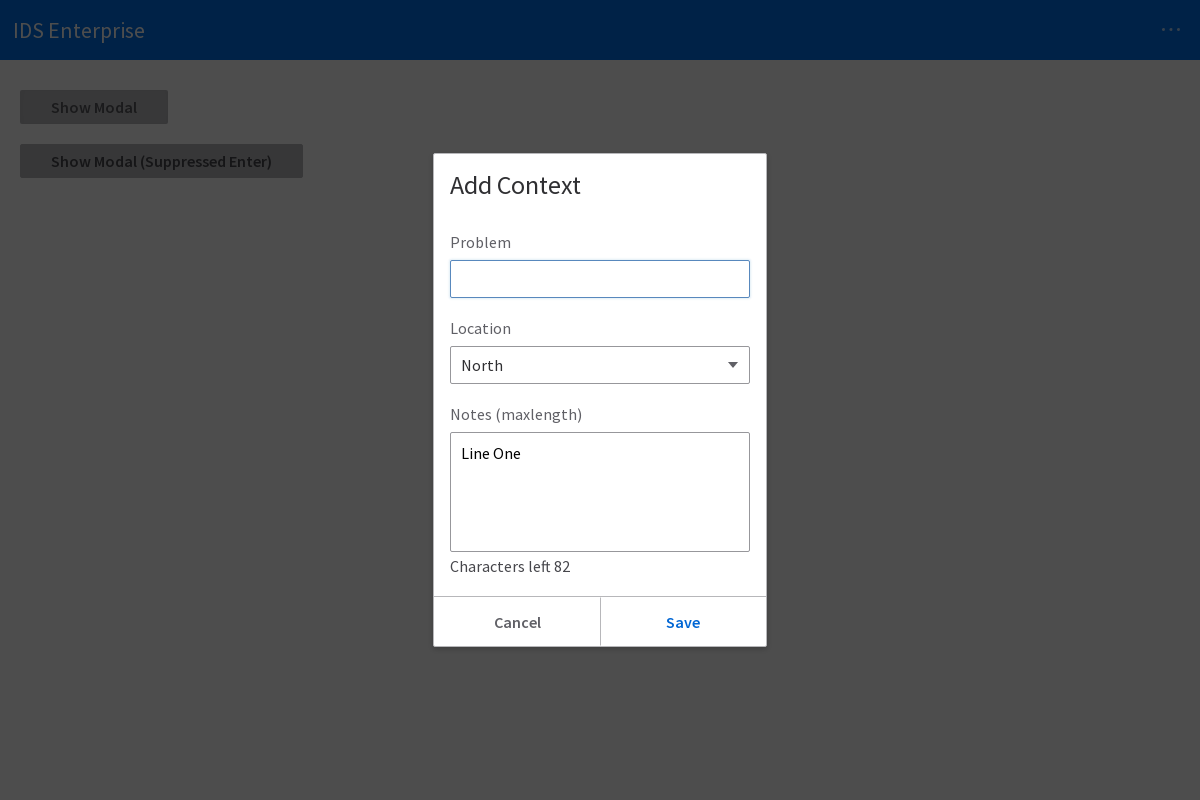 IDS Enterprise
Show Modal
Show Modal (Suppressed Enter)
Add Context
Problem
Location
North
Notes (maxlength)
Line One
Characters left 82
Cancel
Save